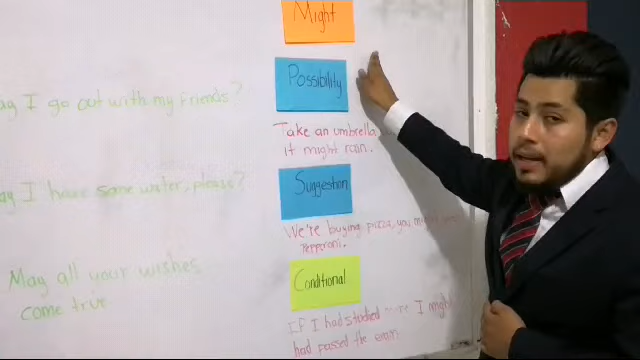 ay I go out with my friends?
ay I have some water, please?
May all your wishes
come true
Might
Possibility
Take an umbrella
it might rain.
Suggestion
We're buying pizza, you might
Pepperoni.
Conditional
If I had studied more I might
had passed the exam